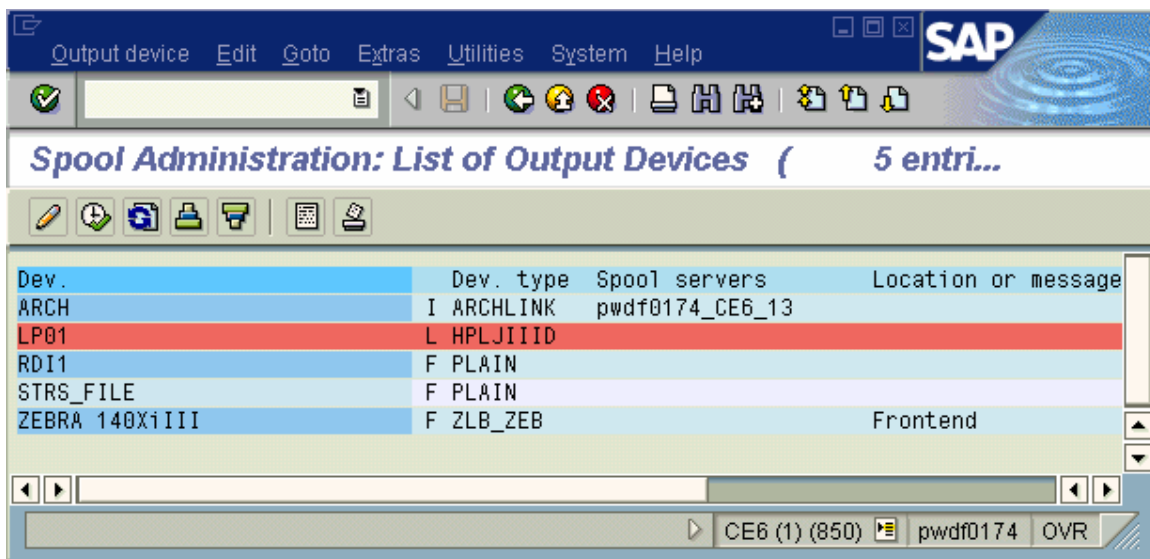 Output device Edit Goto Extras Utilities System Help
SAP
Spool Administration: List of Output Devices ( 5 entri...
Dev. Dev. type Spool servers Location or message
ARCH I ARCHLINK pwdf0174_CE6_13
LP01 L HPLJIIID
RDI1 F PLAIN
STRS_FILE F PLAIN
ZEBRA 140XiIII F ZLB_ZEB Frontend
CE6 (1) (850) pwdf0174 OVR